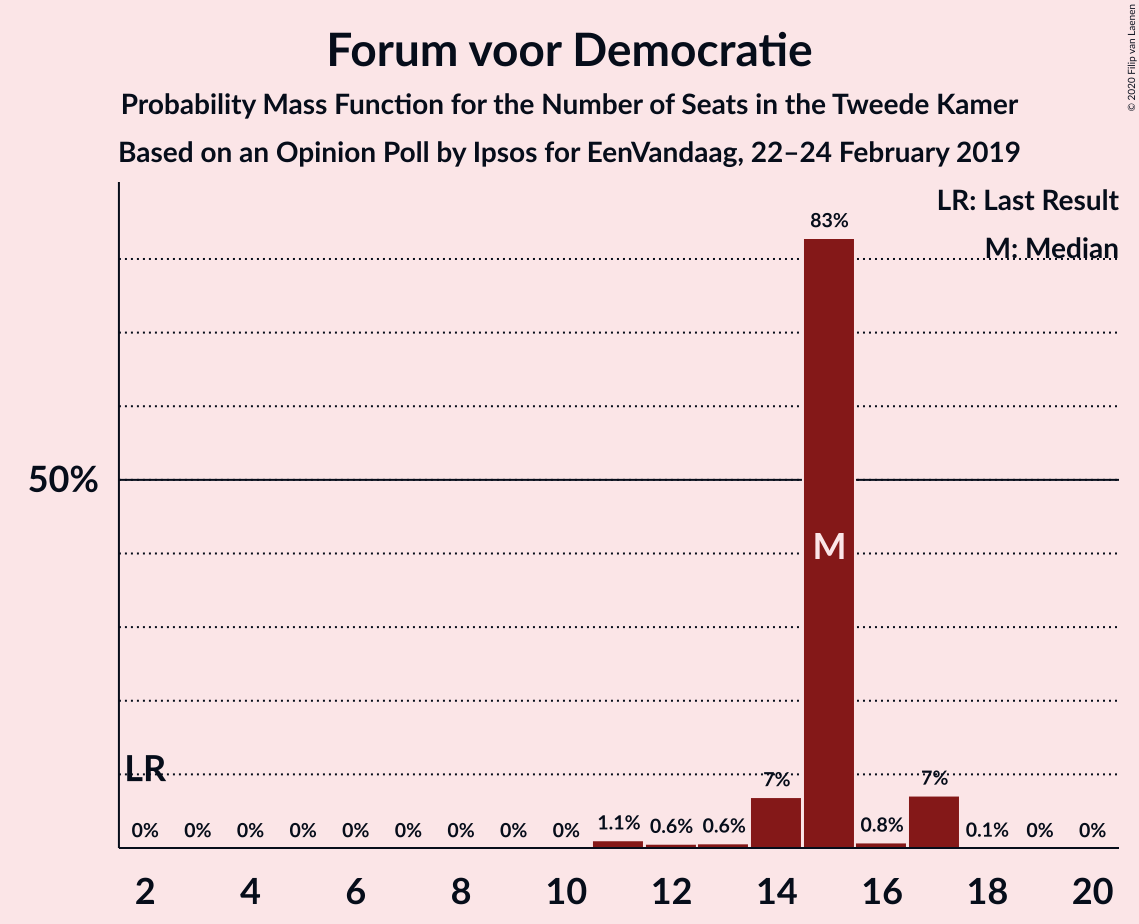 Forum voor Democratie
Probability Mass Function for the Number of Seats in the Tweede Kamer
Based on an Opinion Poll by Ipsos for EenVandaag, 22–24 February 2019
© 2020 Filip van Laenen
LR: Last Result
M: Median
83%
50%
M
LR
0% 0% 0% 0% 0% 0% 0% 0% 0% 1.1% 0.6% 0.6% 7% 0.8% 7% 0.1% 0% 0%
2 4 6 8 10 12 14 16 18 20